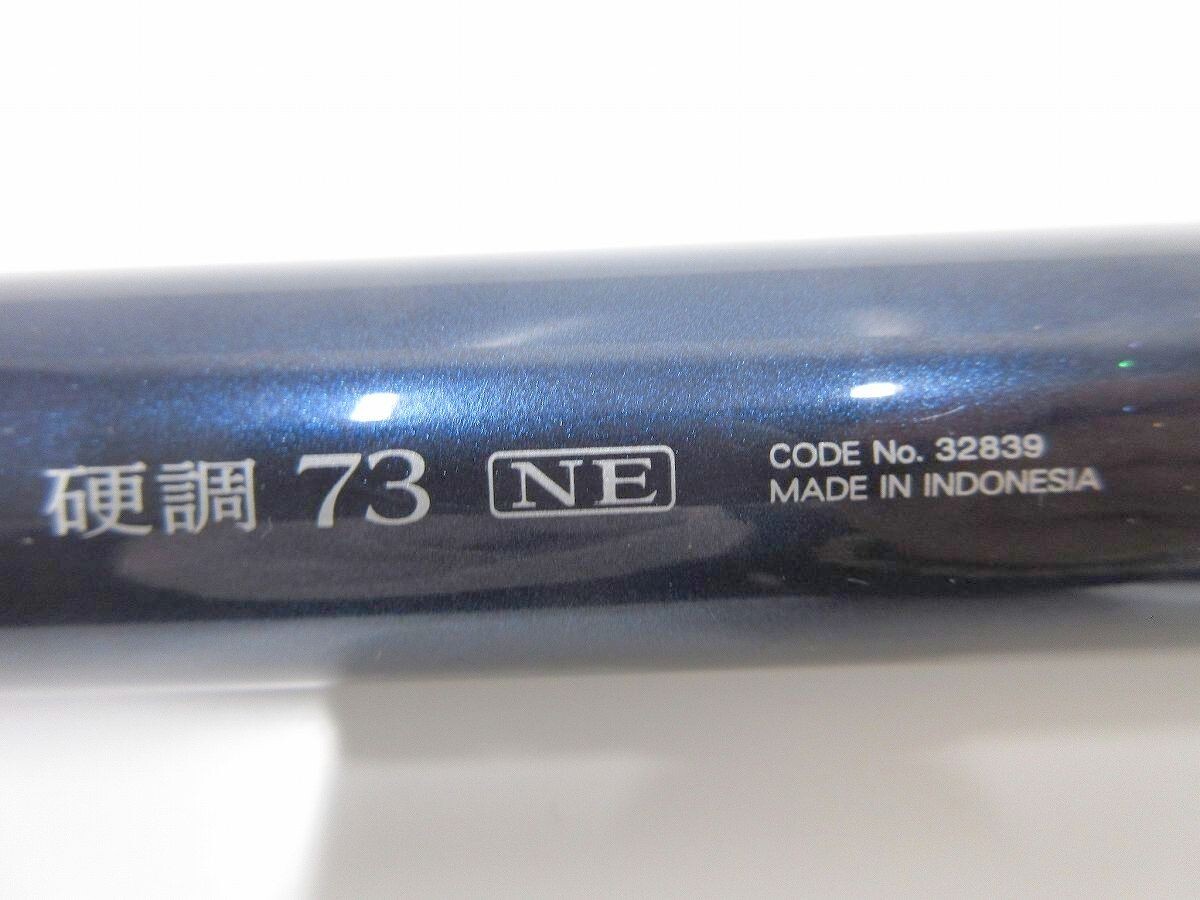 硬調 73 NE
CODE No. 32839
MADE IN INDONESIA